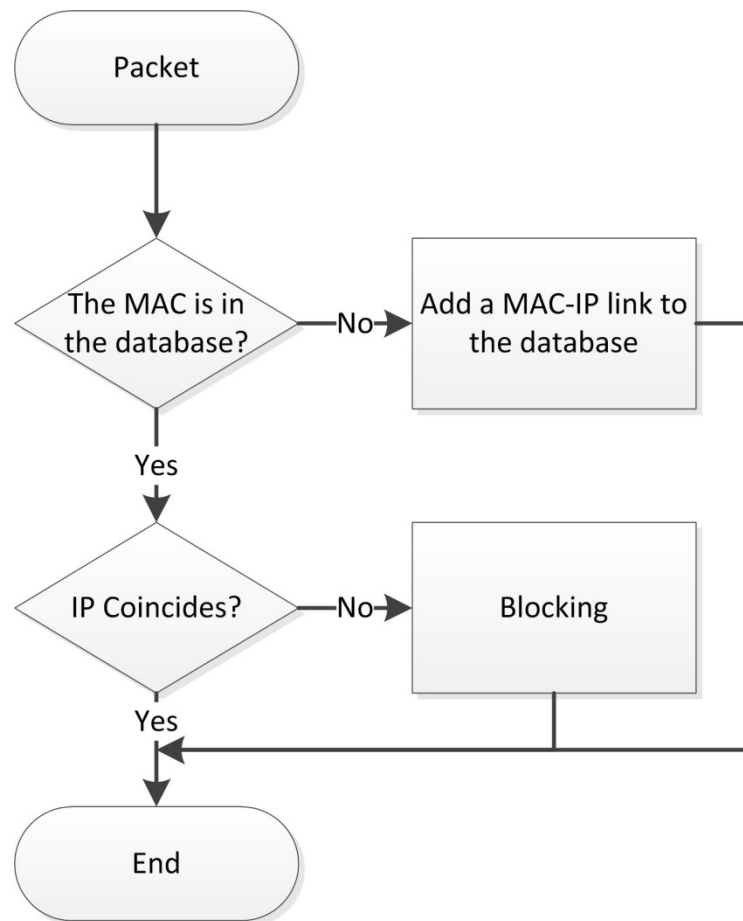 Packet
The MAC is in
the database?
No
Add a MAC-IP link to
the database
Yes
IP Coincides?
No
Blocking
Yes
End